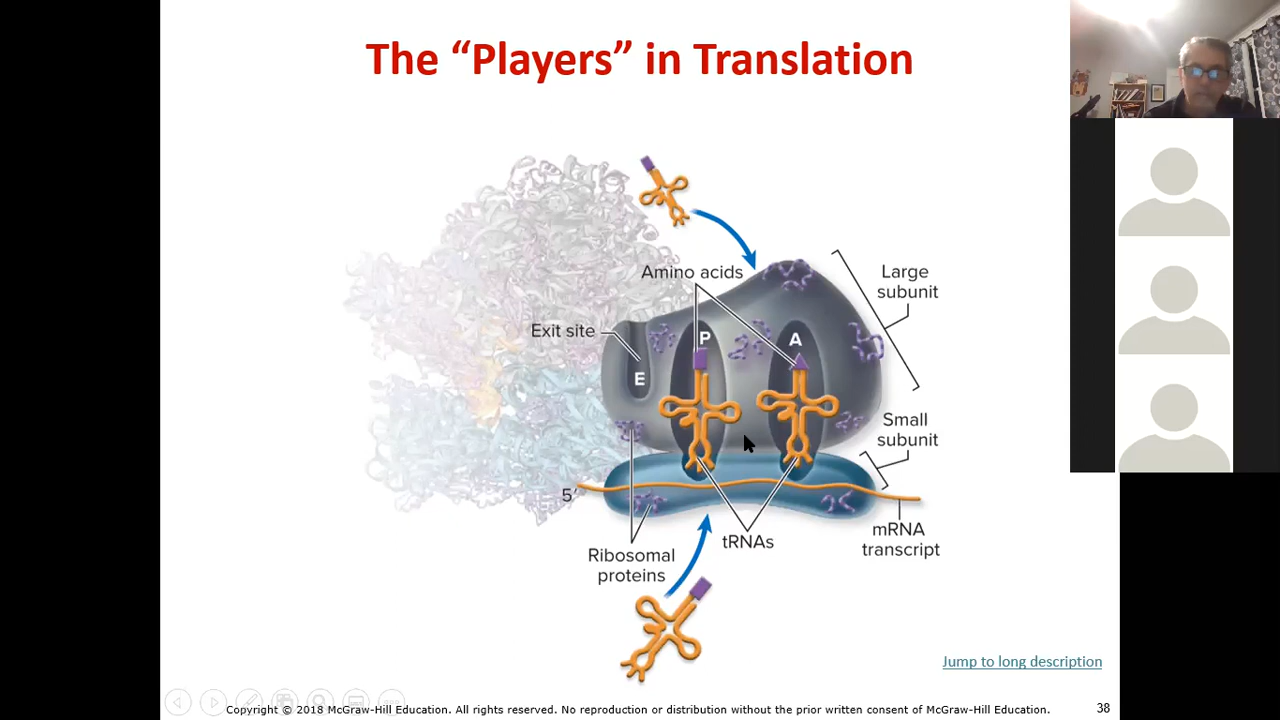 The “Players” in Translation
Amino acids
Large
subunit
Exit site
P
A
E
Small
subunit
5′
mRNA
transcript
tRNAs
Ribosomal
proteins
Jump to long description
Copyright © 2018 McGraw-Hill Education. All rights reserved. No reproduction or distribution without the prior written consent of McGraw-Hill Education.
38